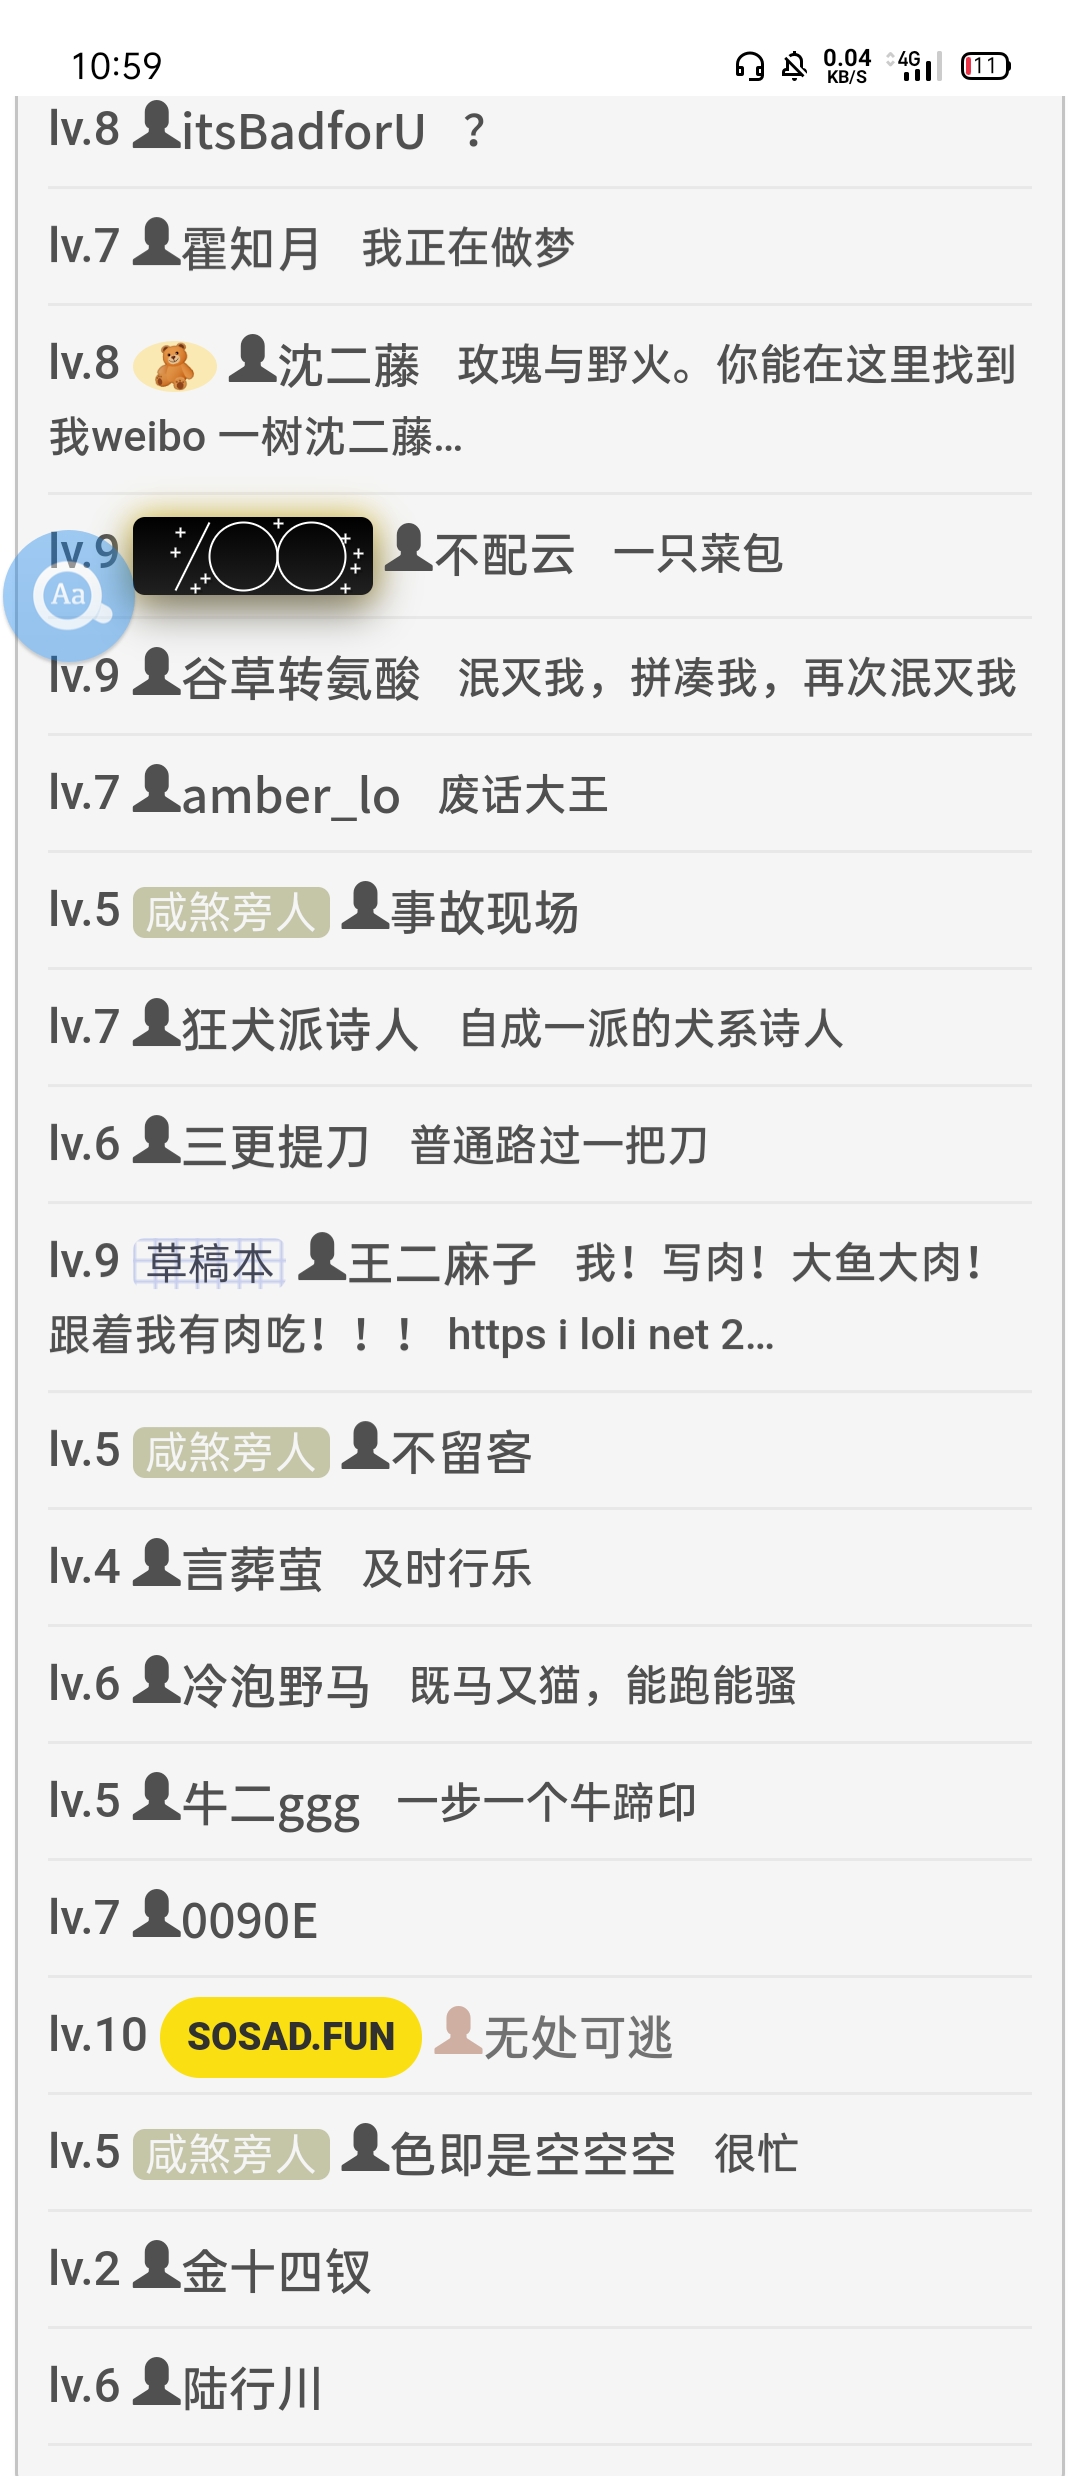 10:59 0.04 KB/S 4G 11
lv.8 itsBadforU ？
lv.7 霍知月 我正在做梦
lv.8 沈二藤 玫瑰与野火。你能在这里找到
我weibo 一树沈二藤...
lv.9 不配云 一只菜包
Aa
lv.9 谷草转氨酸 泯灭我，拼凑我，再次泯灭我
lv.7 amber_lo 废话大王
lv.5 咸煞旁人 事故现场
lv.7 狂犬派诗人 自成一派的犬系诗人
lv.6 三更提刀 普通路过一把刀
lv.9 草稿本 王二麻子 我！写肉！大鱼大肉！
跟着我有肉吃！！！ https i loli net 2...
lv.5 咸煞旁人 不留客
lv.4 言葬萤 及时行乐
lv.6 冷泡野马 既马又猫，能跑能骚
lv.5 牛二ggg 一步一个牛蹄印
lv.7 0090E
lv.10 SOSAD.FUN 无处可逃
lv.5 咸煞旁人 色即是空空空 很忙
lv.2 金十四钗
lv.6 陆行川